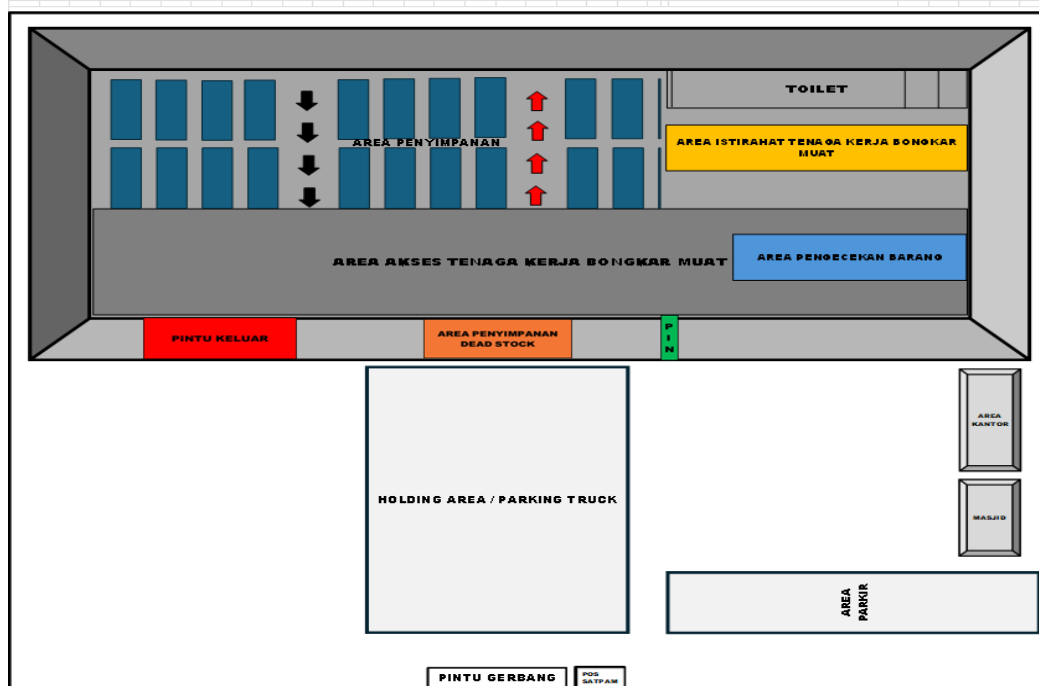 TOILET
AREA PENYIMPANAN
AREA ISTIRAHAT TENAGA KERJA BONGKAR
MUAT
AREA AKSES TENAGA KERJA BONGKAR MUAT
AREA PENGECEKAN BARANG
PINTU KELUAR
AREA PENYIMPANAN
DEAD STOCK
P
I
N
AREA
KANTOR
HOLDING AREA / PARKING TRUCK
MASJID
AREA
PARKIR
PINTU GERBANG
POS
SATPAM